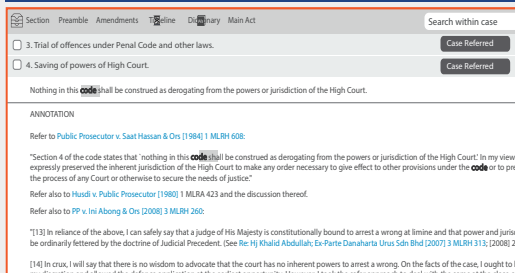 Section Preamble Amendments Timeline Dictionary Main Act Search within case
3. Trial of offences under Penal Code and other laws. Case Referred
4. Saving of powers of High Court. Case Referred
Nothing in this code shall be construed as derogating from the powers or jurisdiction of the High Court.
ANNOTATION
Refer to Public Prosecutor v. Saat Hassan & Ors [1984] 1 MLRH 608:
"Section 4 of the code states that `nothing in this code shall be construed as derogating from the powers or jurisdiction of the High Court.' In my view
expressly preserved the inherent jurisdiction of the High Court to make any order necessary to give effect to other provisions under the code or to pre
the process of any Court or otherwise to secure the needs of justice."
Refer also to Husdi v. Public Prosecutor [1980] 1 MLRA 423 and the discussion thereof.
Refer also to PP v. Ini Abong & Ors [2008] 3 MLRH 260:
"[13] In reliance of the above, I can safely say that a judge of His Majesty is constitutionally bound to arrest a wrong at limine and that power and juris
be ordinarily fettered by the doctrine of Judicial Precedent. (See Re: Hj Khalid Abdullah; Ex-Parte Danaharta Urus Sdn Bhd [2007] 3 MLRH 313; [2008] 2
[14] In crux, I will say that there is no wisdom to advocate that the court has no inherent powers to arrest a wrong. On the facts of the case, I ought to